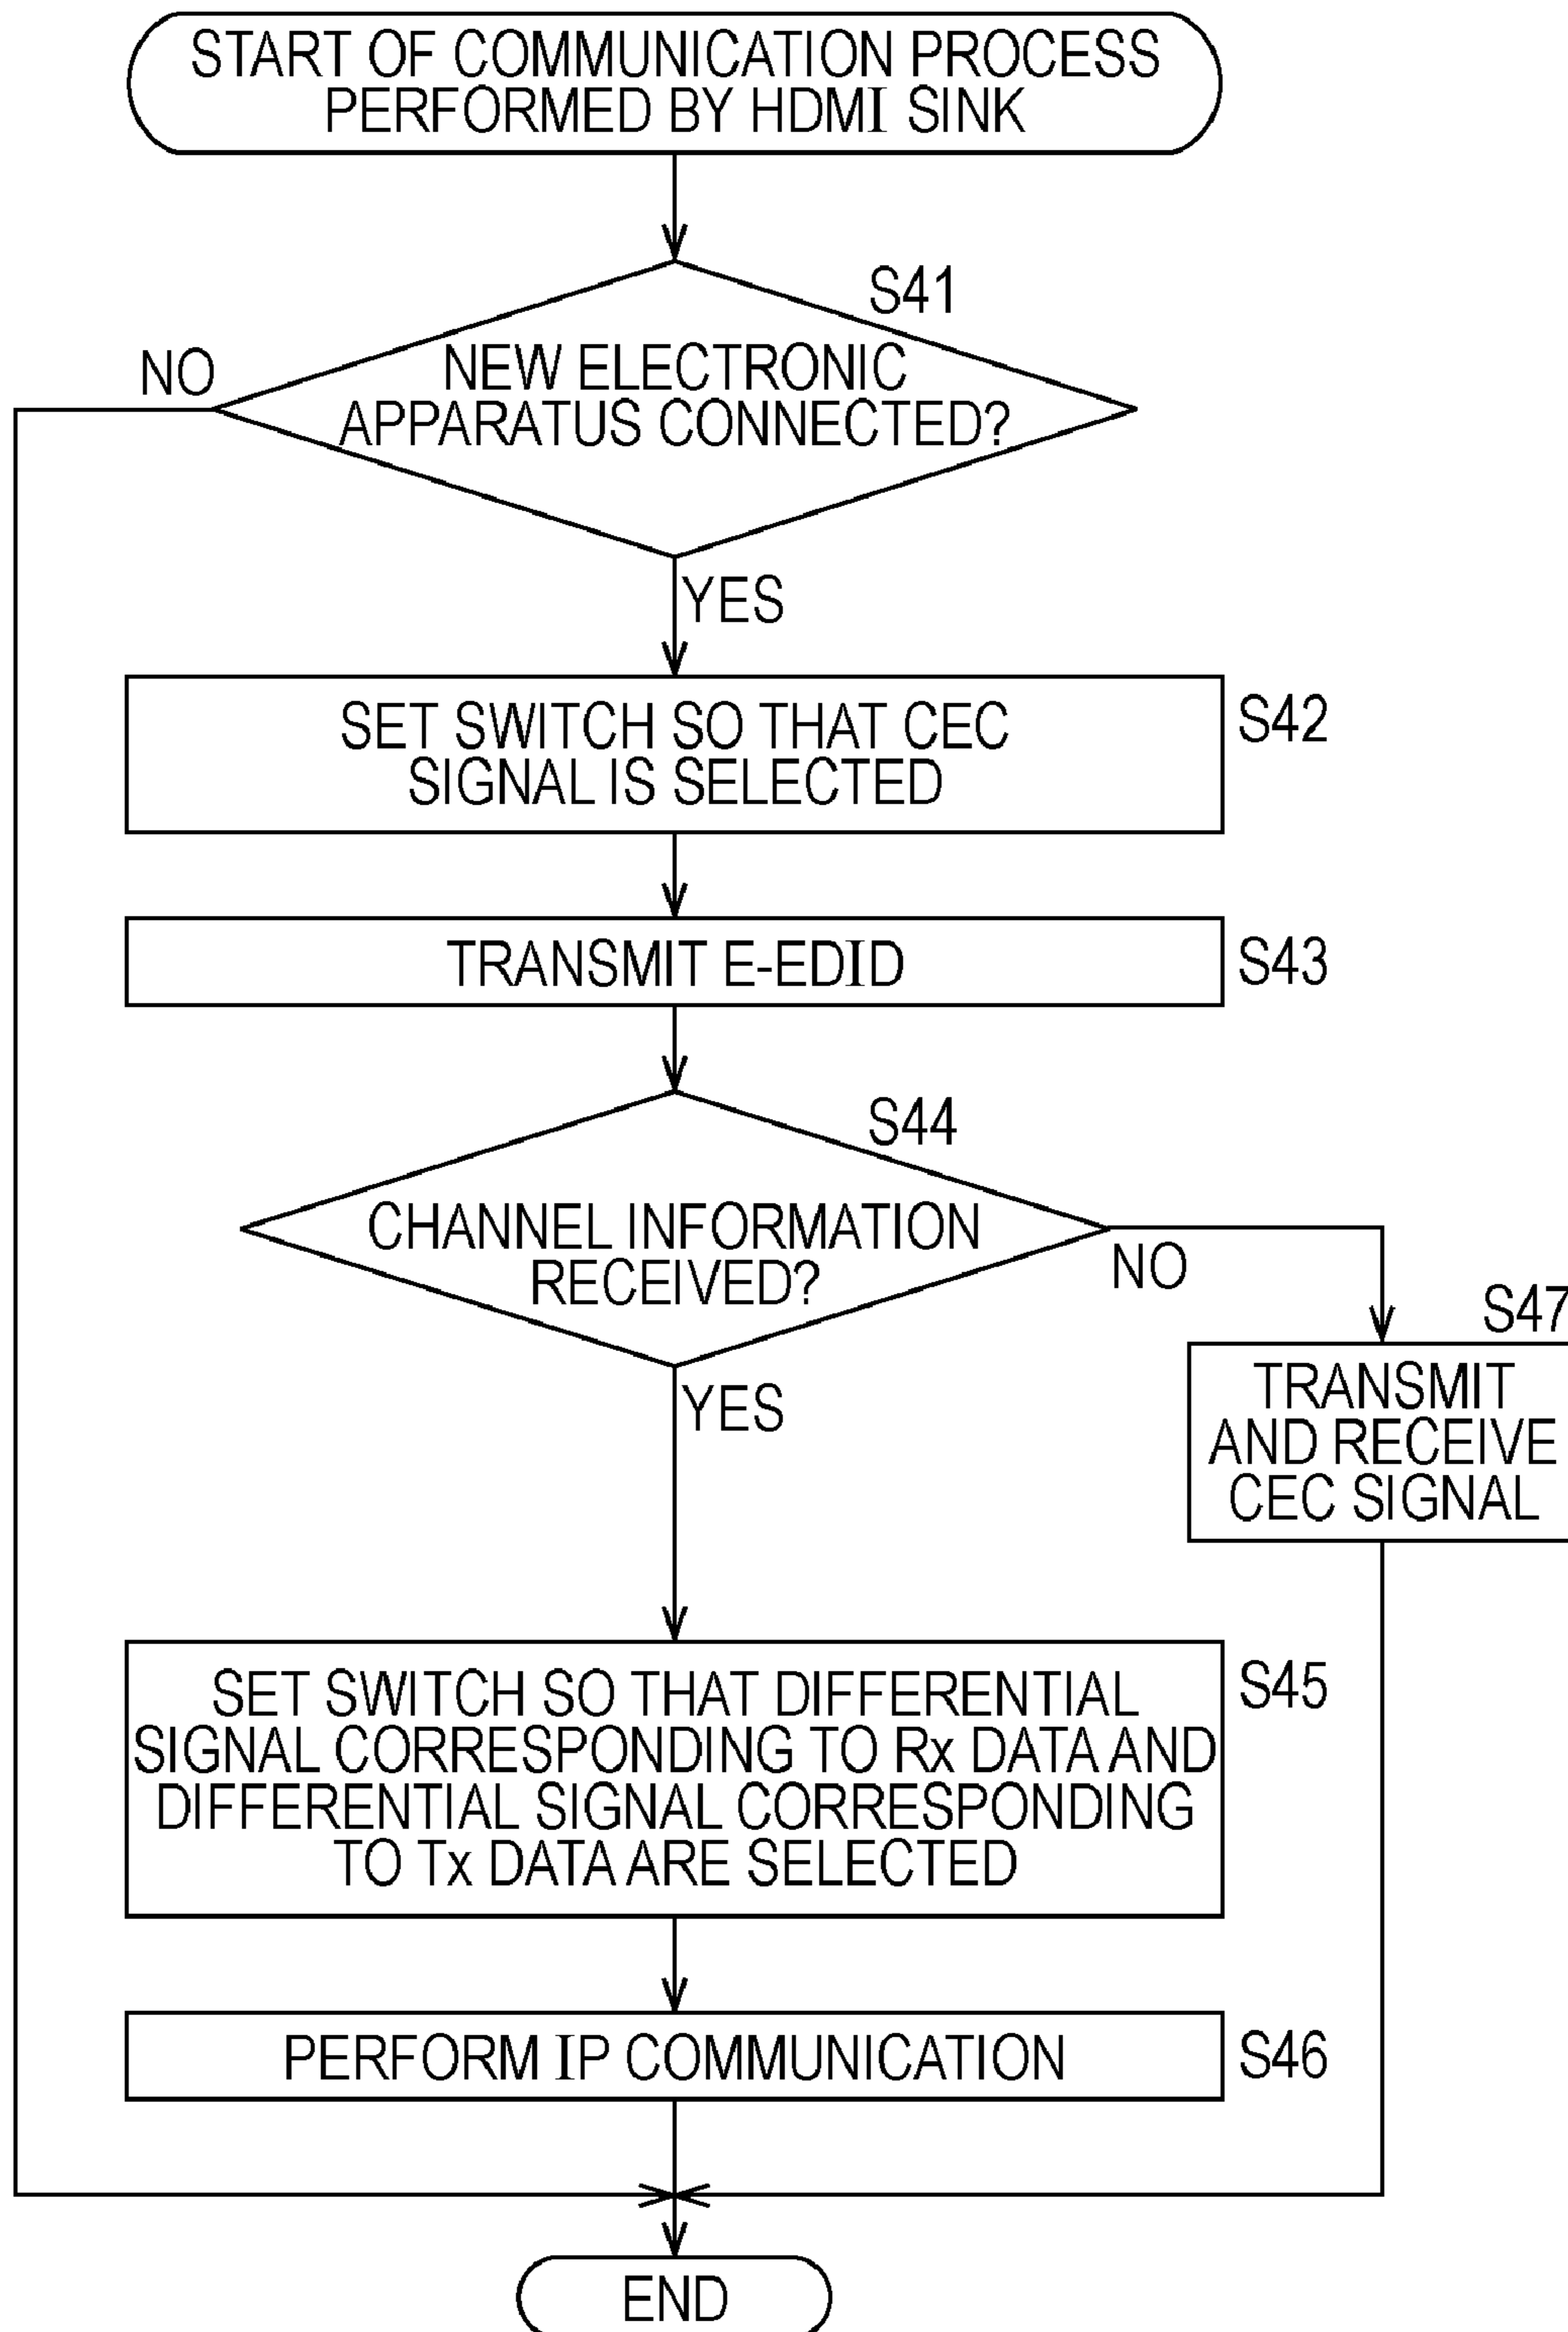 START OF COMMUNICATION PROCESS
PERFORMED BY HDMI SINK
S41
NO
NEW ELECTRONIC
APPARATUS CONNECTED?
YES
SET SWITCH SO THAT CEC
SIGNAL IS SELECTED
S42
TRANSMIT E-EDID
S43
S44
CHANNEL INFORMATION
RECEIVED?
NO
YES
S47
TRANSMIT
AND RECEIVE
CEC SIGNAL
SET SWITCH SO THAT DIFFERENTIAL
SIGNAL CORRESPONDING TO Rx DATA AND
DIFFERENTIAL SIGNAL CORRESPONDING
TO Tx DATA ARE SELECTED
S45
PERFORM IP COMMUNICATION
S46
END